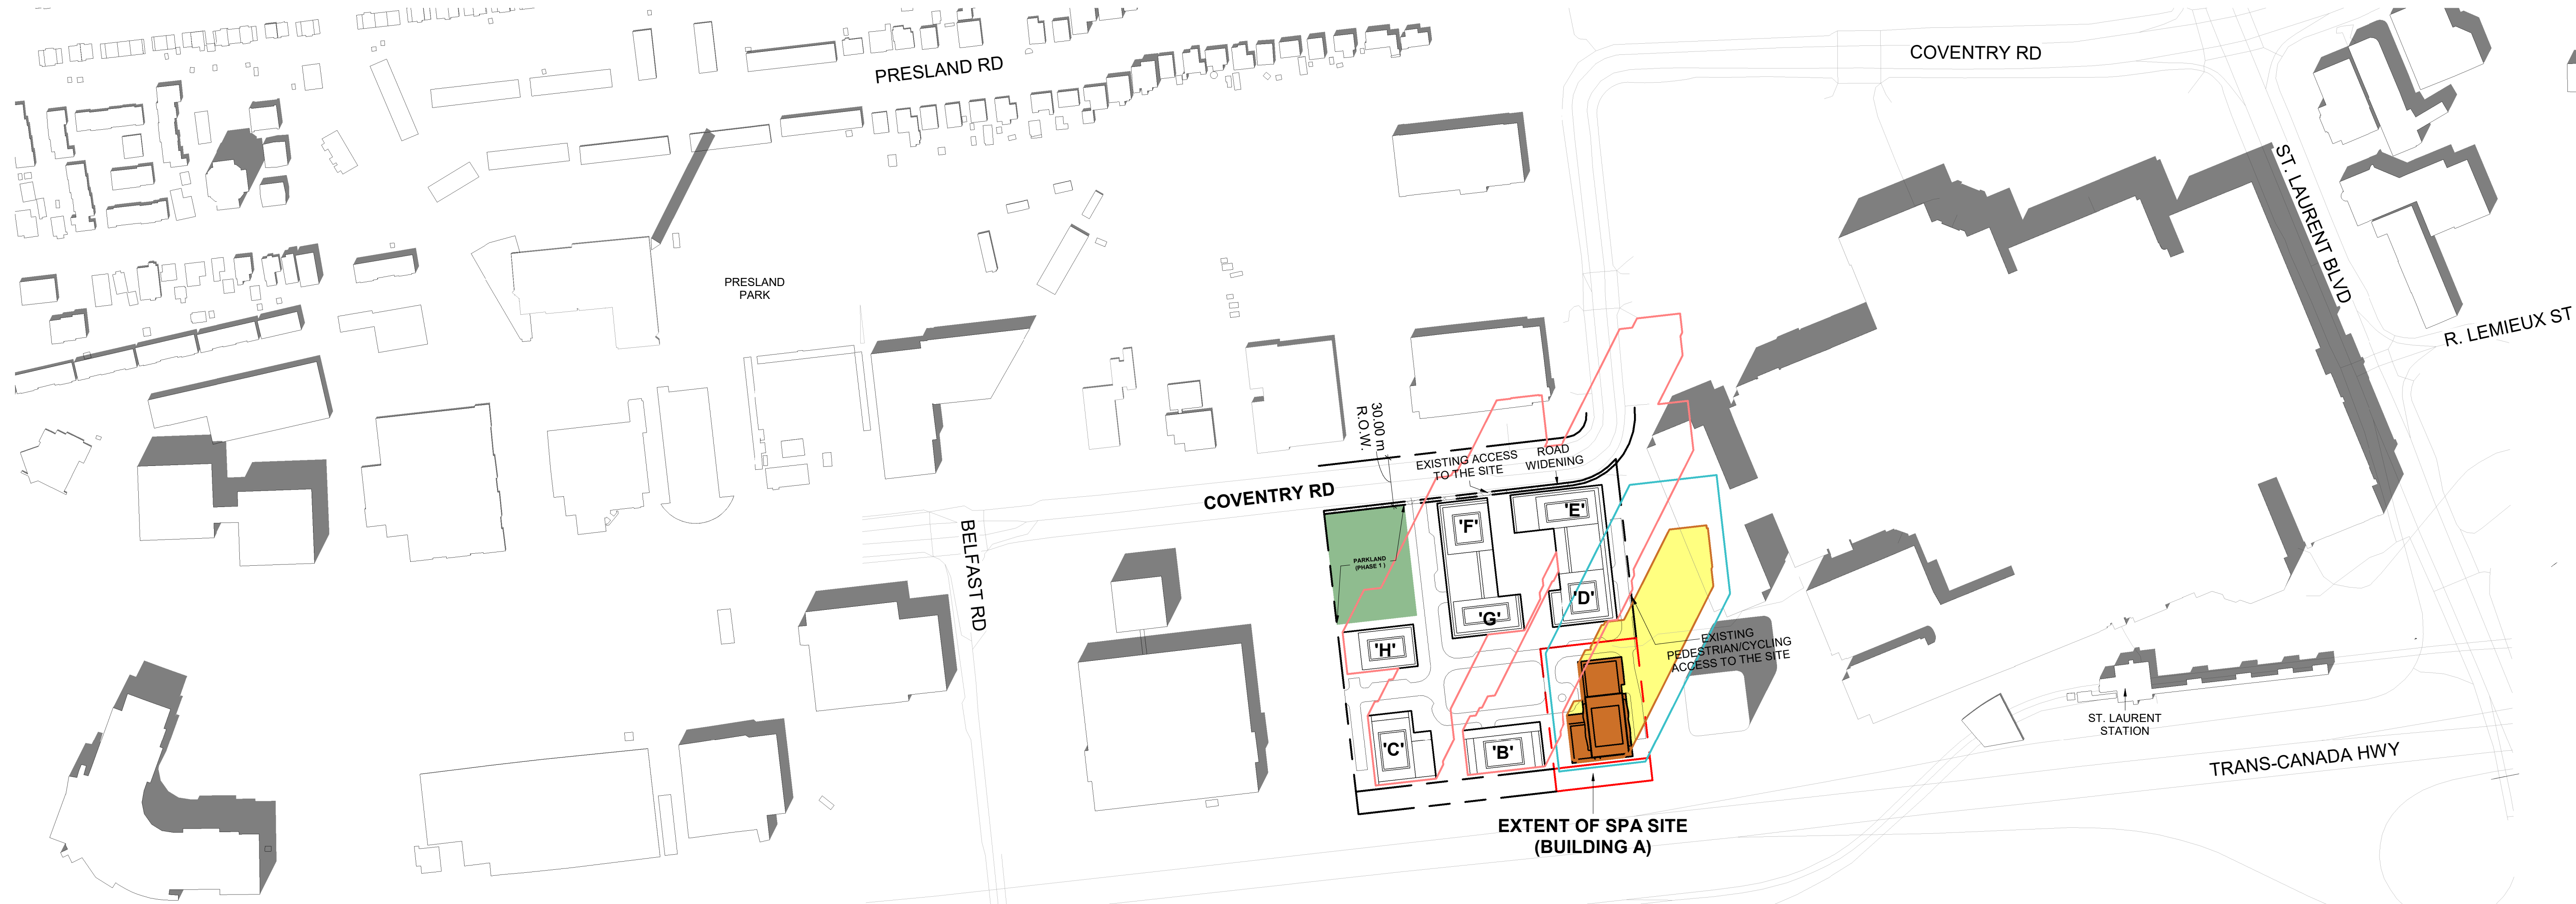 COVENTRY RD
PRESLAND RD
ST. LAURENT BLVD
PRESLAND
PARK
R. LEMIEUX ST
30.00 m
R.O.W.
EXISTING ACCESS
TO THE SITE
ROAD
WIDENING
COVENTRY RD
BELFAST RD
'F'
'E'
PARKLAND
(PHASE 1 )
'D'
'G'
'H'
EXISTING
PEDESTRIAN/CYCLING
ACCESS TO THE SITE
'C'
'B'
ST. LAURENT
STATION
TRANS-CANADA HWY
EXTENT OF SPA SITE
(BUILDING A)